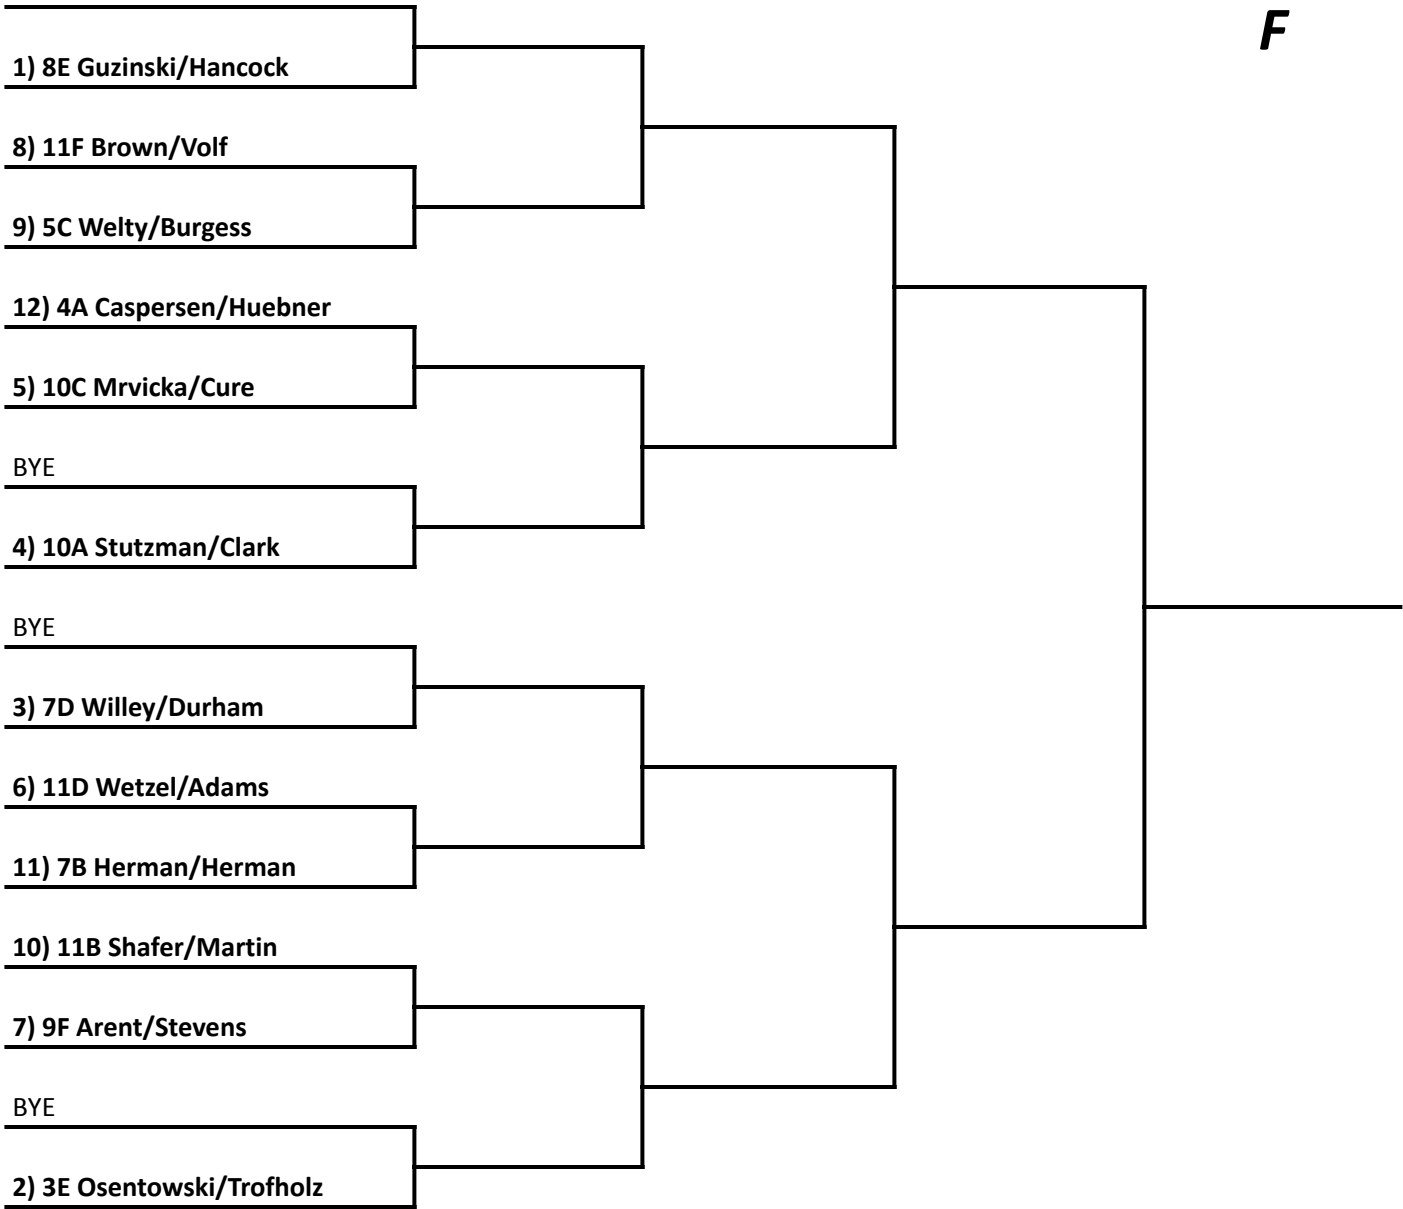 F
1) 8E Guzinski/Hancock
8) 11F Brown/Volf
9) 5C Welty/Burgess
12) 4A Caspersen/Huebner
5) 10C Mrvicka/Cure
BYE
4) 10A Stutzman/Clark
BYE
3) 7D Willey/Durham
6) 11D Wetzel/Adams
11) 7B Herman/Herman
10) 11B Shafer/Martin
7) 9F Arent/Stevens
BYE
2) 3E Osentowski/Trofholz